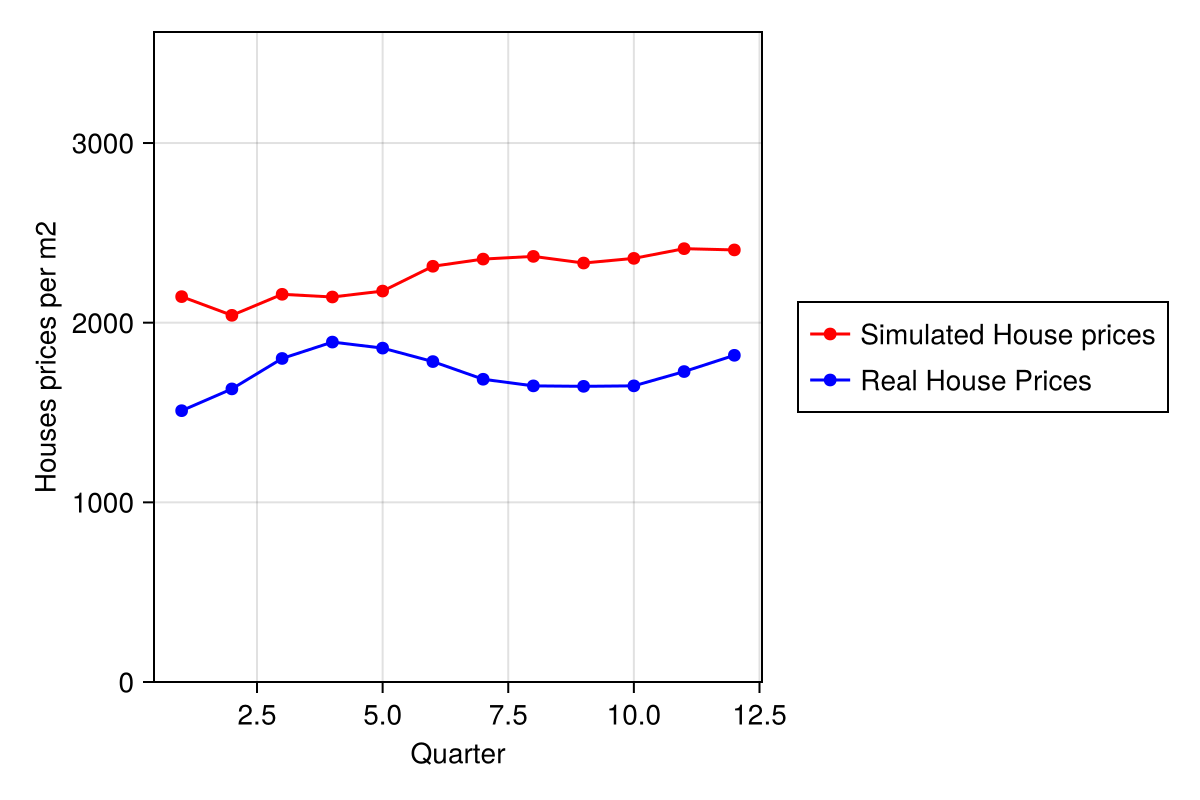 3000
2000
1000
0
Houses prices per m2
2.5 5.0 7.5 10.0 12.5
Quarter
Simulated House prices
Real House Prices